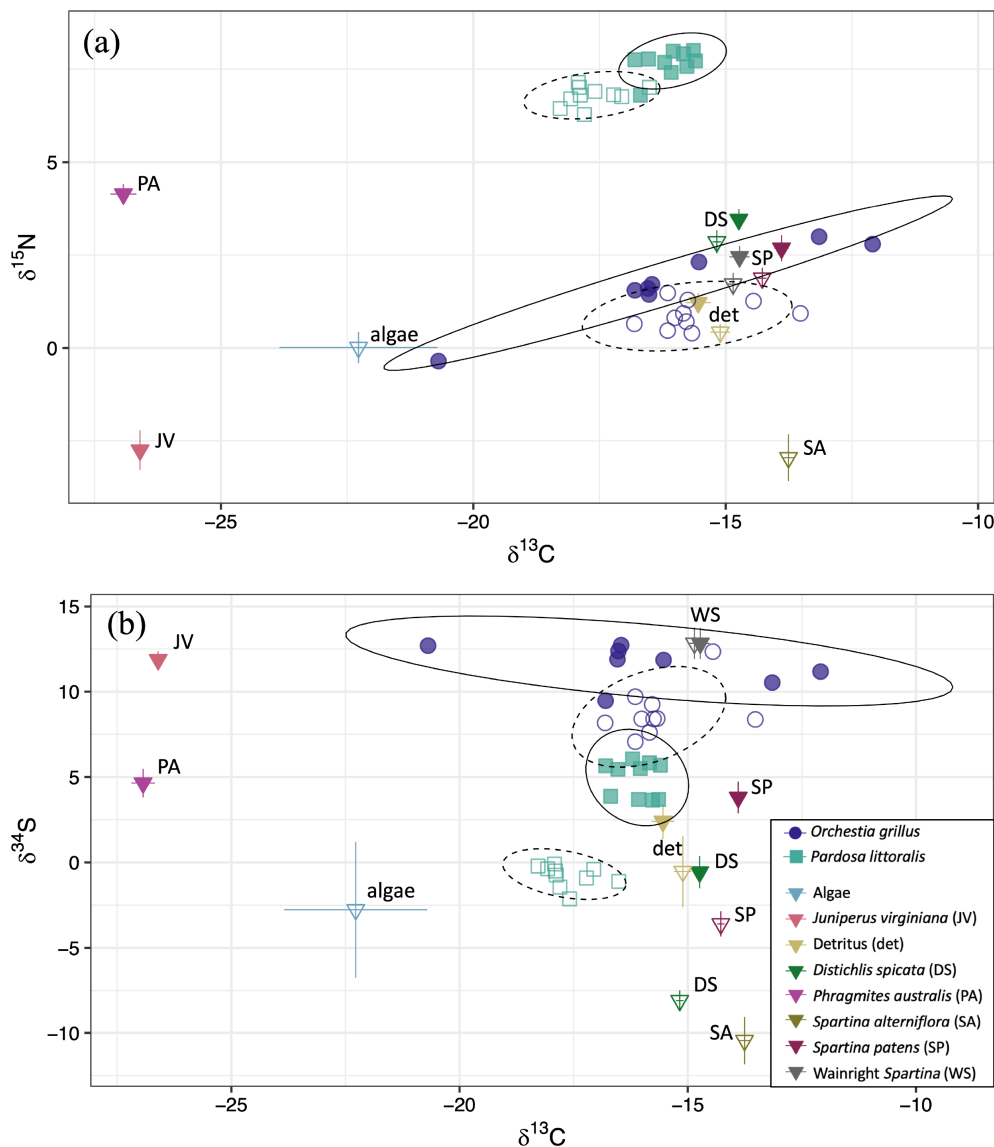 (a)
5
0
δ15N
PA
DS
SP
det
algae
JV
SA
−25
−20
−15
−10
δ13C
(b)
15
10
5
0
−5
−10
δ34S
WS
JV
PA
SP
det
DS
algae
SP
DS
SA
Orchestia grillus
Pardosa littoralis
Algae
Juniperus virginiana (JV)
Detritus (det)
Distichlis spicata (DS)
Phragmites australis (PA)
Spartina alterniflora (SA)
Spartina patens (SP)
Wainright Spartina (WS)
−25
−20
−15
−10
δ13C